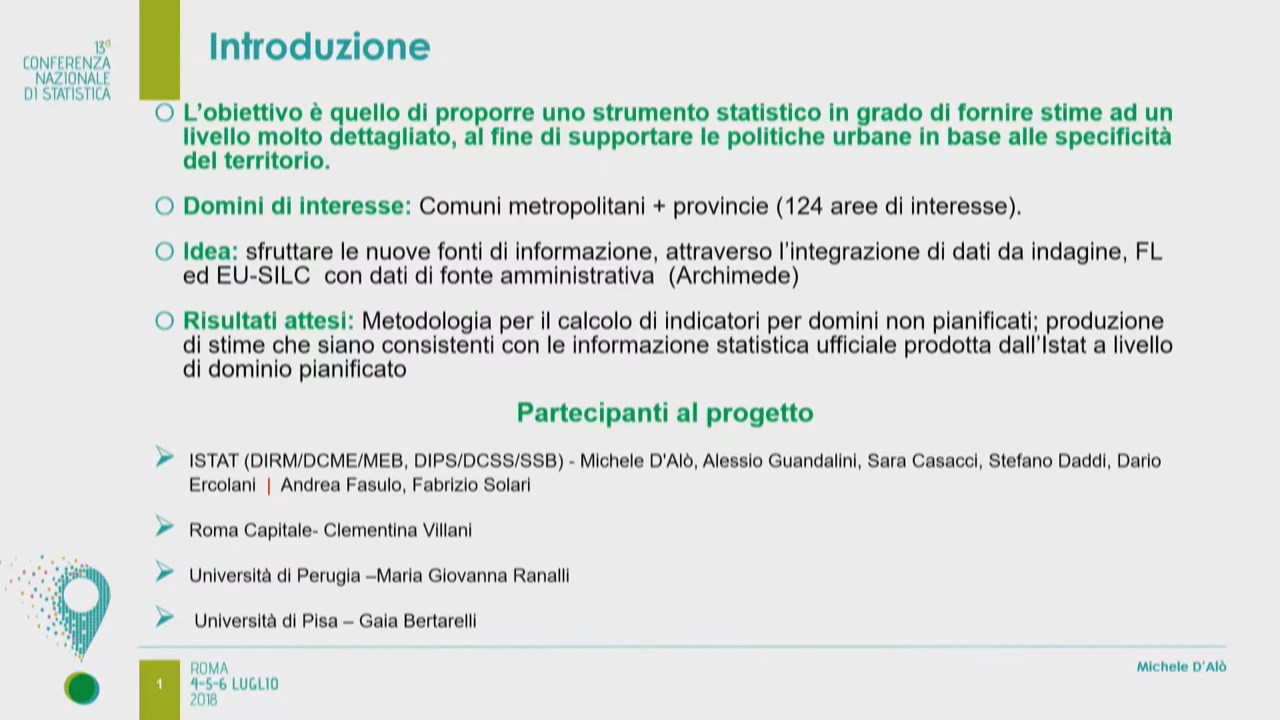 13ª
CONFERENZA
NAZIONALE
DI STATISTICA
Introduzione
L'obiettivo è quello di proporre uno strumento statistico in grado di fornire stime ad un
livello molto dettagliato, al fine di supportare le politiche urbane in base alle specificità
del territorio.
Domini di interesse: Comuni metropolitani + provincie (124 aree di interesse).
Idea: sfruttare le nuove fonti di informazione, attraverso l'integrazione di dati da indagine, FL
ed EU-SILC con dati di fonte amministrativa (Archimede)
Risultati attesi: Metodologia per il calcolo di indicatori per domini non pianificati; produzione
di stime che siano consistenti con le informazione statistica ufficiale prodotta dall'Istat a livello
di dominio pianificato
Partecipanti al progetto
ISTAT (DIRM/DCME/MEB, DIPS/DCSS/SSB) - Michele D'Alò, Alessio Guandalini, Sara Casacci, Stefano Daddi, Dario
Ercolani | Andrea Fasulo, Fabrizio Solari
Roma Capitale- Clementina Villani
Università di Perugia –Maria Giovanna Ranalli
Università di Pisa – Gaia Bertarelli
1
ROMA
4-5-6 LUGLIO
2018
Michele D'Alò